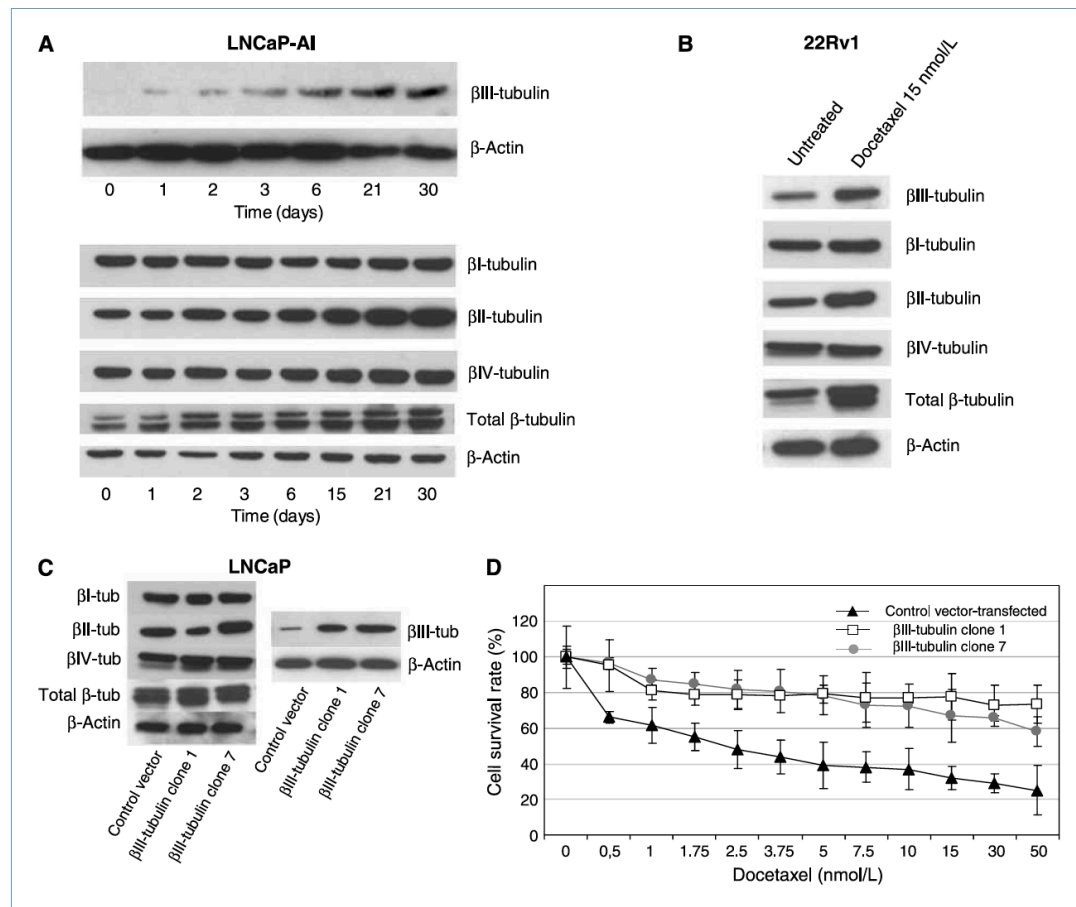 A
LNCaP-AI
βIII-tubulin
β-Actin
0 1 2 3 6 21 30
Time (days)
βI-tubulin
βII-tubulin
βIV-tubulin
Total β-tubulin
β-Actin
0 1 2 3 6 15 21 30
Time (days)
B
22Rv1
Untreated
Docetaxel 15 nmol/L
βIII-tubulin
βI-tubulin
βII-tubulin
βIV-tubulin
Total β-tubulin
β-Actin
C
LNCaP
βI-tub
βII-tub
βIV-tub
Total β-tub
β-Actin
Control vector
βIII-tubulin clone 1
βIII-tubulin clone 7
βIII-tub
β-Actin
Control vector
βIII-tubulin clone 1
βIII-tubulin clone 7
D
Control vector-transfected
βIII-tubulin clone 1
βIII-tubulin clone 7
Cell survival rate (%)
120
100
80
60
40
20
0
0 0,5 1 1.75 2.5 3.75 5 7.5 10 15 30 50
Docetaxel (nmol/L)